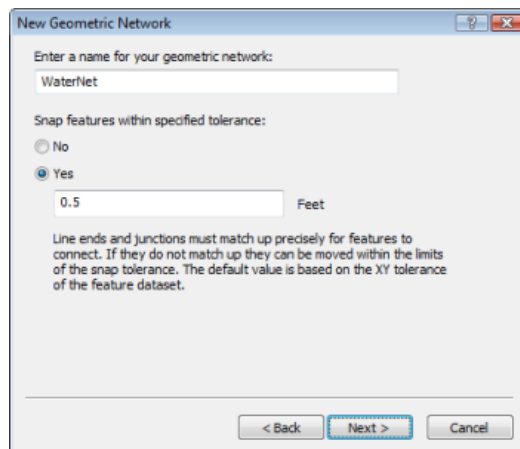 New Geometric Network
Enter a name for your geometric network:
WaterNet
Snap features within specified tolerance:
No
Yes
0.5 Feet
Line ends and junctions must match up precisely for features to
connect. If they do not match up they can be moved within the limits
of the snap tolerance. The default value is based on the XY tolerance
of the feature dataset.
< Back Next > Cancel